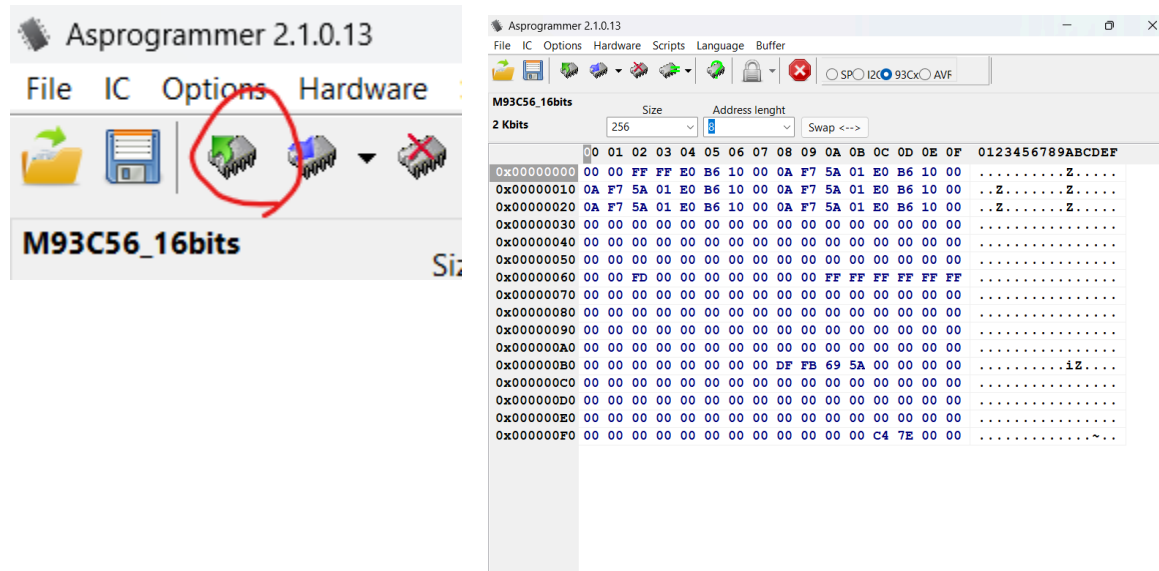 Asprogrammer 2.1.0.13
File IC Options Hardware
M93C56_16bits
Siz
Asprogrammer 2.1.0.13
File IC Options Hardware Scripts Language Buffer
SP I2C 93Cx AVF
M93C56_16bits
Size Address lenght
2 Kbits 256 8 Swap <-->
00 01 02 03 04 05 06 07 08 09 0A 0B 0C 0D 0E 0F 0123456789ABCDEF
0x00000000 00 00 FF FF E0 B6 10 00 0A F7 5A 01 E0 B6 10 00 ..........Z.....
0x00000010 0A F7 5A 01 E0 B6 10 00 0A F7 5A 01 E0 B6 10 00 ..Z.......Z.....
0x00000020 0A F7 5A 01 E0 B6 10 00 0A F7 5A 01 E0 B6 10 00 ..Z.......Z.....
0x00000030 00 00 00 00 00 00 00 00 00 00 00 00 00 00 00 00 ................
0x00000040 00 00 00 00 00 00 00 00 00 00 00 00 00 00 00 00 ................
0x00000050 00 00 00 00 00 00 00 00 00 00 00 00 00 00 00 00 ................
0x00000060 00 00 FD 00 00 00 00 00 00 00 FF FF FF FF FF FF ................
0x00000070 00 00 00 00 00 00 00 00 00 00 00 00 00 00 00 00 ................
0x00000080 00 00 00 00 00 00 00 00 00 00 00 00 00 00 00 00 ................
0x00000090 00 00 00 00 00 00 00 00 00 00 00 00 00 00 00 00 ................
0x000000A0 00 00 00 00 00 00 00 00 00 00 00 00 00 00 00 00 ................
0x000000B0 00 00 00 00 00 00 00 00 DF FB 69 5A 00 00 00 00 ..........iZ....
0x000000C0 00 00 00 00 00 00 00 00 00 00 00 00 00 00 00 00 ................
0x000000D0 00 00 00 00 00 00 00 00 00 00 00 00 00 00 00 00 ................
0x000000E0 00 00 00 00 00 00 00 00 00 00 00 00 00 00 00 00 ................
0x000000F0 00 00 00 00 00 00 00 00 00 00 00 00 C4 7E 00 00 .............~..